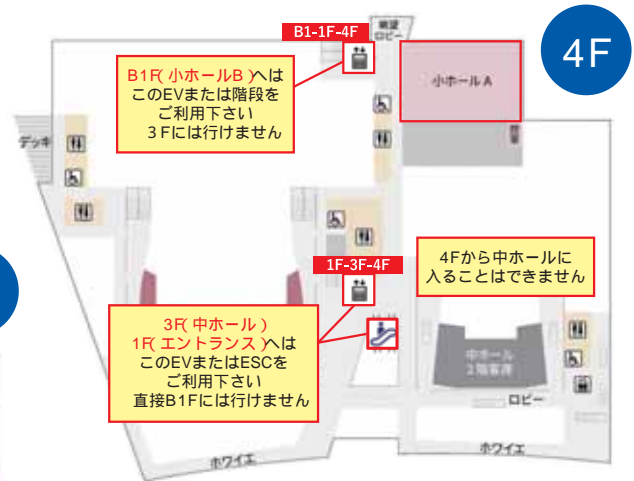 B1-1F-4F
眺望
ロビー
4F
小ホールA
B1F(小ホールB)へは
このEVまたは階段を
ご利用下さい
3Fには行けません
デッキ
1F-3F-4F
4Fから中ホールに
入ることはできません
3F(中ホール)
1F(エントランス)へは
このEVまたはESCを
ご利用下さい
直接B1Fには行けません
中ホール
2階客席
ロビー
ホワイエ
ホワイエ